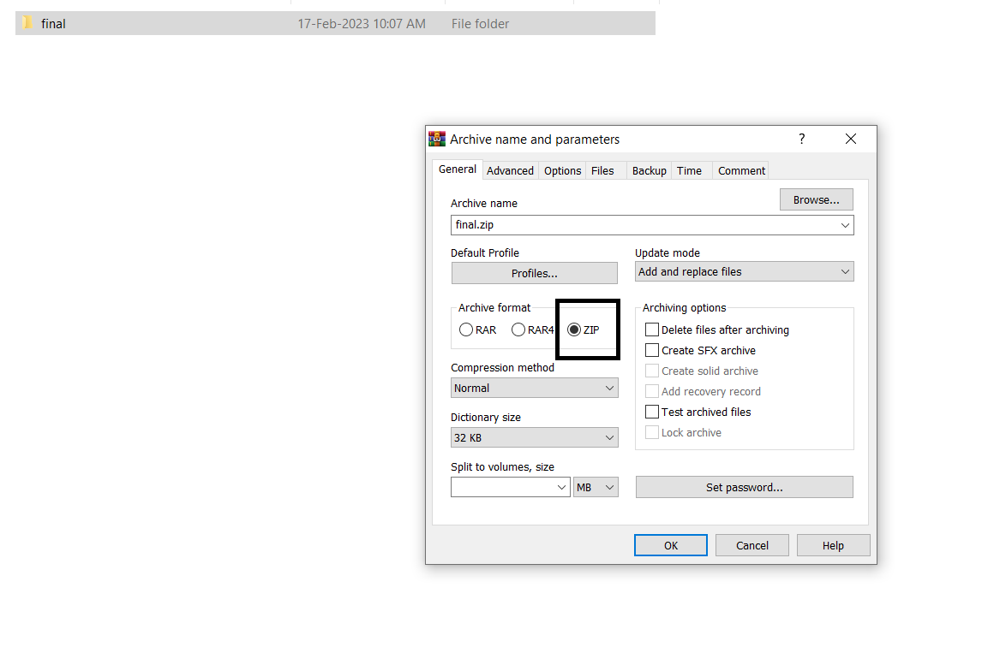 final 17-Feb-2023 10:07 AM File folder
Archive name and parameters ?
General Advanced Options Files Backup Time Comment
Archive name Browse...
final.zip
Default Profile Update mode
Profiles... Add and replace files
Archive format Archiving options
RAR RAR4 ZIP Delete files after archiving
Create SFX archive
Compression method Create solid archive
Normal Add recovery record
Dictionary size Test archived files
32 KB Lock archive
Split to volumes, size
MB Set password...
OK Cancel Help